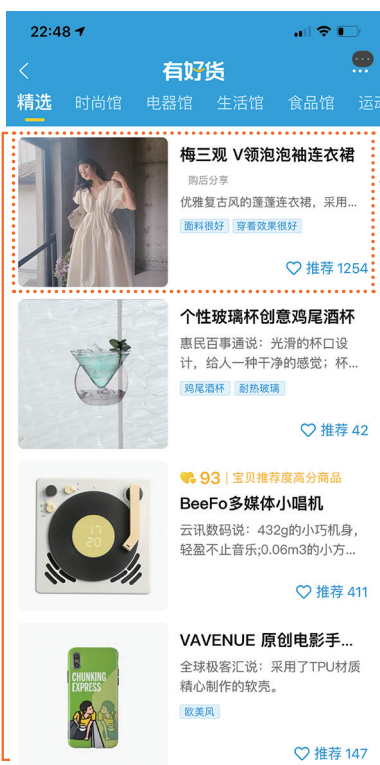 22:48
有好货
精选 时尚馆 电器馆 生活馆 食品馆
梅三观 V领泡泡袖连衣裙
购后分享
优雅复古风的蓬蓬连衣裙，采用...
面料很好 穿着效果很好
推荐 1254
个性玻璃杯创意鸡尾酒杯
惠民百事通说：光滑的杯口设
计，给人一种干净的感觉；杯...
鸡尾酒杯 耐热玻璃
推荐 42
93 | 宝贝推荐度高分商品
BeeFo多媒体小唱机
云讯数码说：432g的小巧机身，
轻盈不止音乐;0.06m3的小方...
17
20
推荐 411
VAVENUE 原创电影手...
全球极客汇说：采用了TPU材质
精心制作的软壳。
CHUNKING
EXPRESS
欧美风
推荐 147